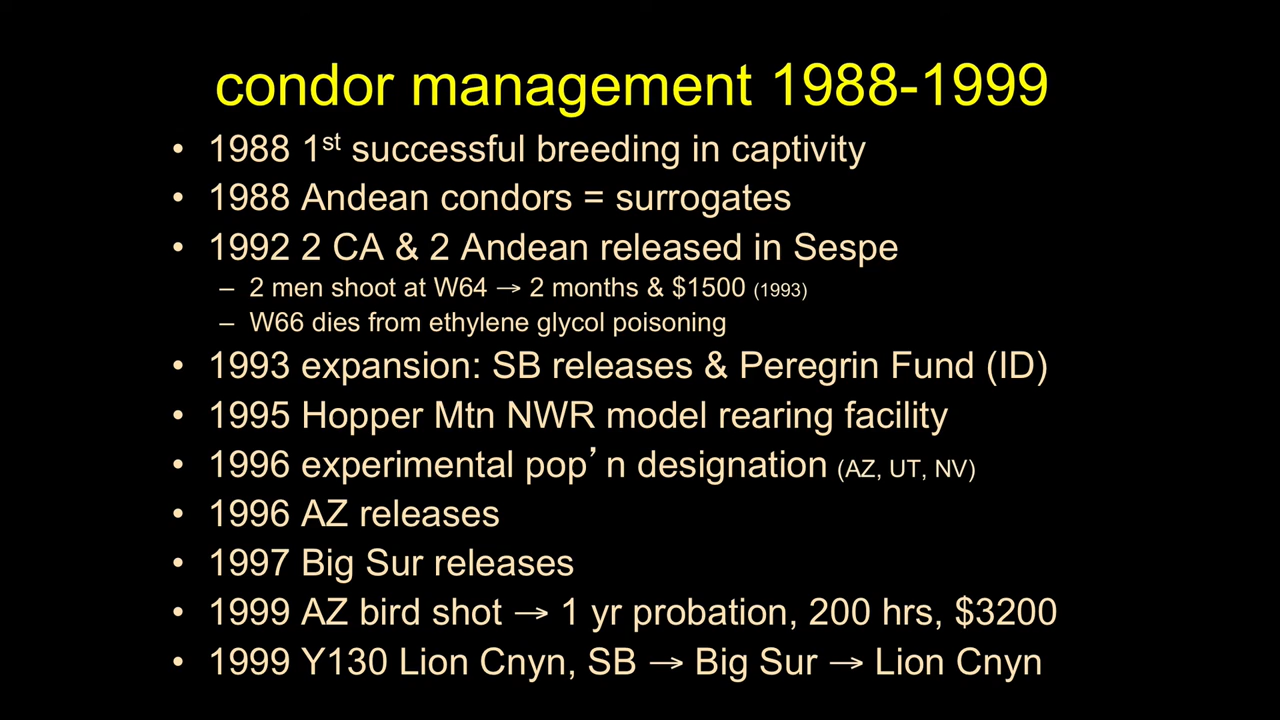 condor management 1988-1999
• 1988 1st successful breeding in captivity
• 1988 Andean condors = surrogates
• 1992 2 CA & 2 Andean released in Sespe
– 2 men shoot at W64 → 2 months & $1500 (1993)
– W66 dies from ethylene glycol poisoning
• 1993 expansion: SB releases & Peregrin Fund (ID)
• 1995 Hopper Mtn NWR model rearing facility
• 1996 experimental pop’n designation (AZ, UT, NV)
• 1996 AZ releases
• 1997 Big Sur releases
• 1999 AZ bird shot → 1 yr probation, 200 hrs, $3200
• 1999 Y130 Lion Cnyn, SB → Big Sur → Lion Cnyn